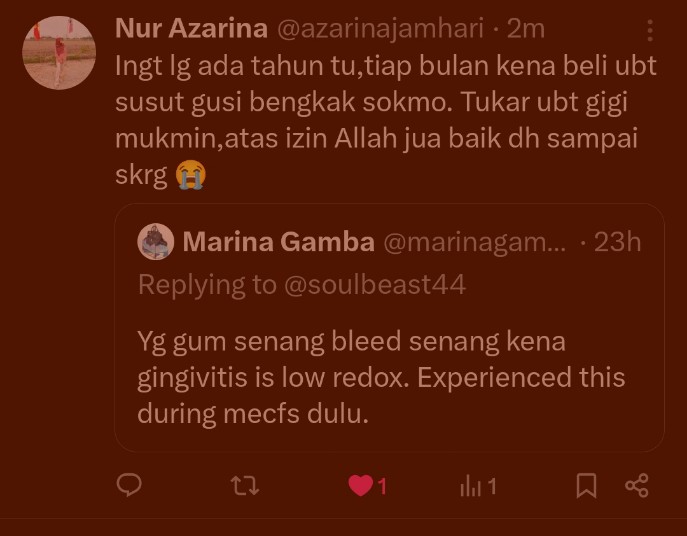 Nur Azarina @azarinajamhari · 2m
Ingt lg ada tahun tu,tiap bulan kena beli ubt
susut gusi bengkak sokmo. Tukar ubt gigi
mukmin,atas izin Allah jua baik dh sampai
skrg 😭
Marina Gamba @marinagam... · 23h
Replying to @soulbeast44
Yg gum senang bleed senang kena
gingivitis is low redox. Experienced this
during mecfs dulu.
1 1